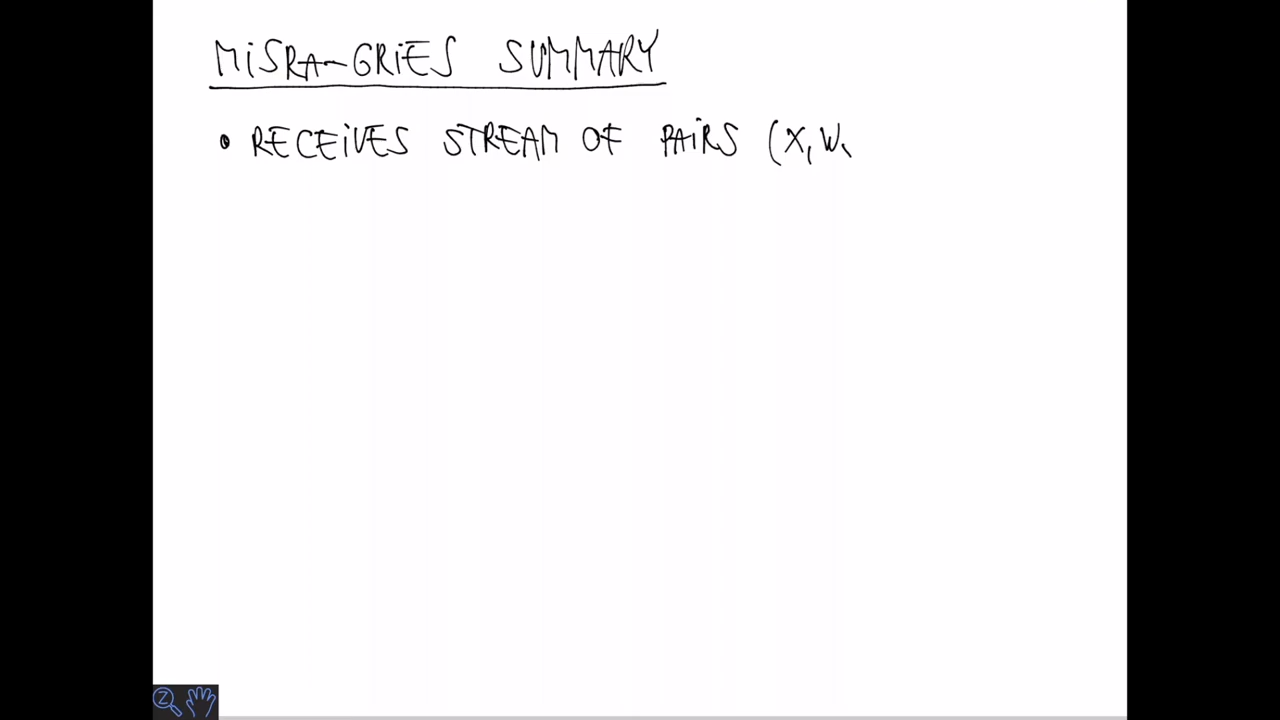 MISRA-GRIES SUMMARY
• RECEIVES STREAM OF PAIRS (X, W
Z